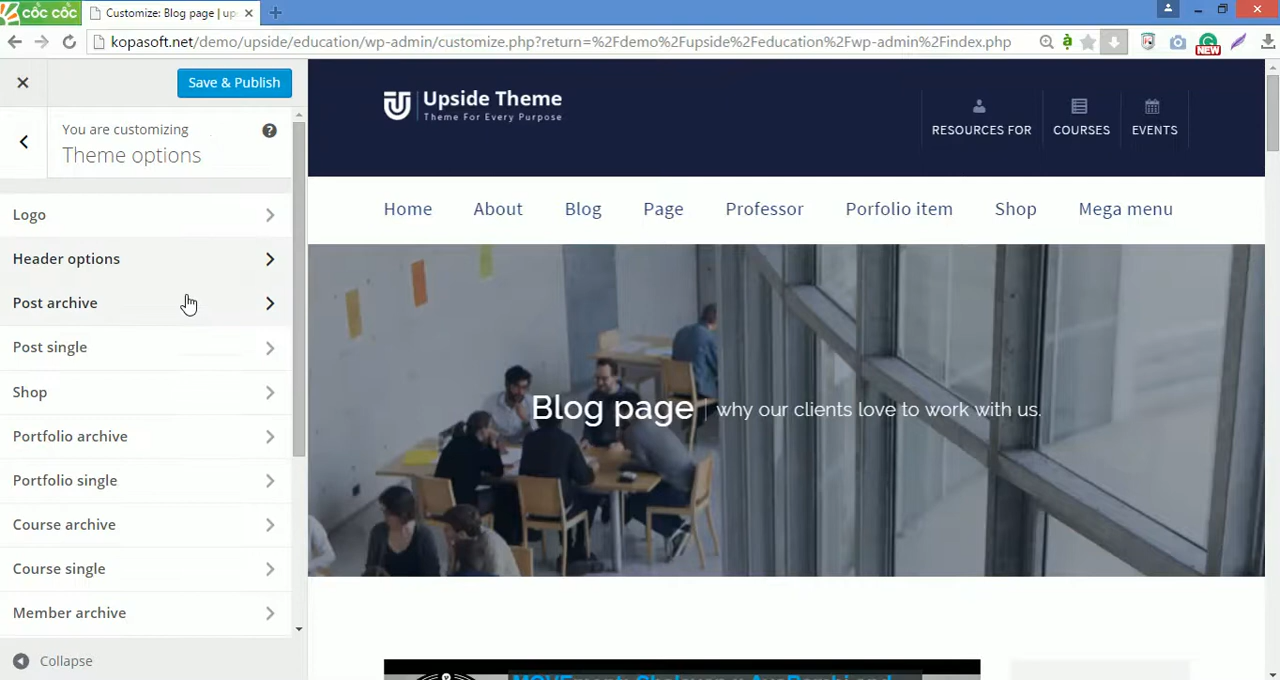 cốc cốc
Customize: Blog page | up
kopasoft.net/demo/upside/education/wp-admin/customize.php?return=%2Fdemo%2Fupside%2Feducation%2Fwp-admin%2Findex.php
NEW
Save & Publish
You are customizing
Theme options
Logo
Header options
Post archive
Post single
Shop
Portfolio archive
Portfolio single
Course archive
Course single
Member archive
Collapse
Upside Theme
Theme For Every Purpose
RESOURCES FOR
COURSES
EVENTS
Home About Blog Page Professor Porfolio item Shop Mega menu
Blog page why our clients love to work with us.